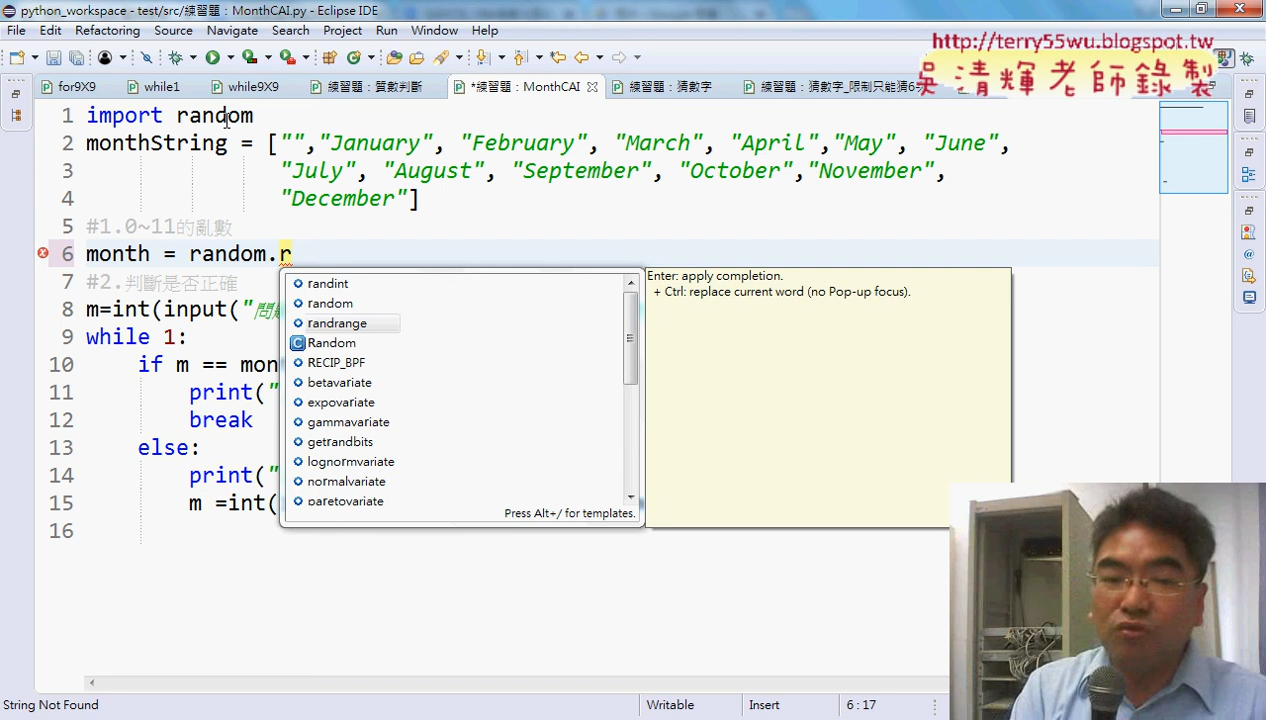 python_workspace - test/src/練習題：MonthCAI.py - Eclipse IDE
File Edit Refactoring Source Navigate Search Project Run Window Help
http://terry55wu.blogspot.tw
吳清輝老師錄製
for9X9 while1 while9X9 練習題：質數判斷 *練習題：MonthCAI 練習題：猜數字 練習題：猜數字_限制只能猜6
1 import random
2 monthString = ["","January", "February", "March", "April","May", "June",
3 "July", "August", "September", "October","November",
4 "December"]
5 #1.0~11的亂數
6 month = random.r
7 #2.判斷是否正確
8 m=int(input("問
9 while 1:
10 if m == mon
11 print("
12 break
13 else:
14 print("
15 m =int(
16
randint
random
randrange
Random
RECIP_BPF
betavariate
expovariate
gammavariate
getrandbits
lognormvariate
normalvariate
paretovariate
Press Alt+/ for templates.
Enter: apply completion.
+ Ctrl: replace current word (no Pop-up focus).
String Not Found Writable Insert 6 : 17